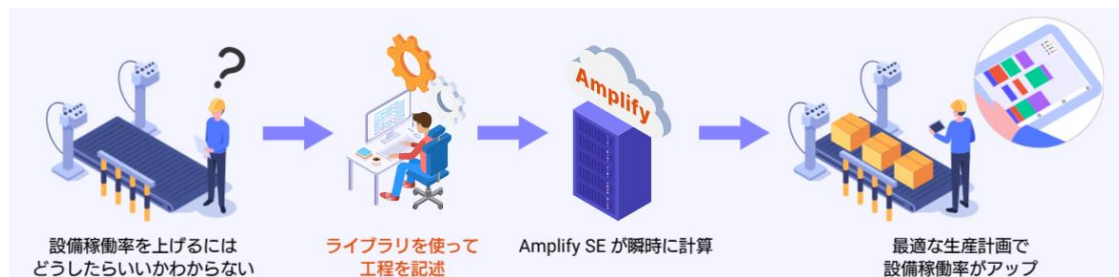 ?
Amplify
設備稼働率を上げるには
どうしたらいいかわからない
ライブラリを使って
工程を記述
Amplify SE が瞬時に計算
最適な生産計画で
設備稼働率がアップ